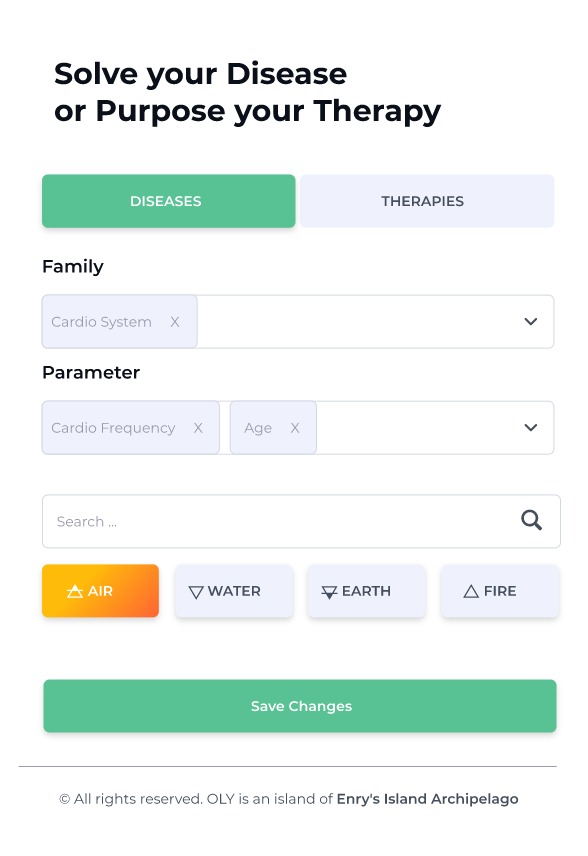 Solve your Disease
or Purpose your Therapy
DISEASES
THERAPIES
Family
Cardio System X
Parameter
Cardio Frequency X
Age X
Search ...
AIR
WATER
EARTH
FIRE
Save Changes
© All rights reserved. OLY is an island of Enry's Island Archipelago